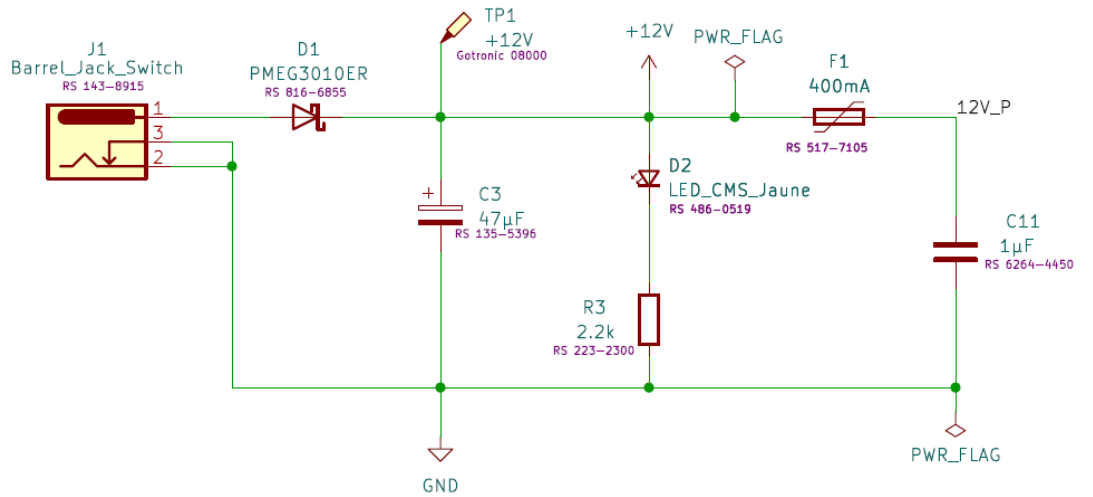 J1
Barrel_Jack_Switch
RS 143-8915
1
3
2
D1
PMEG3010ER
RS 816-6855
TP1
+12V
Gotronic 08000
+12V
PWR_FLAG
F1
400mA
RS 517-7105
12V_P
C3
47µF
RS 135-5396
+
D2
LED_CMS_Jaune
RS 486-0519
R3
2.2k
RS 223-2300
C11
1µF
RS 6264-4450
GND
PWR_FLAG